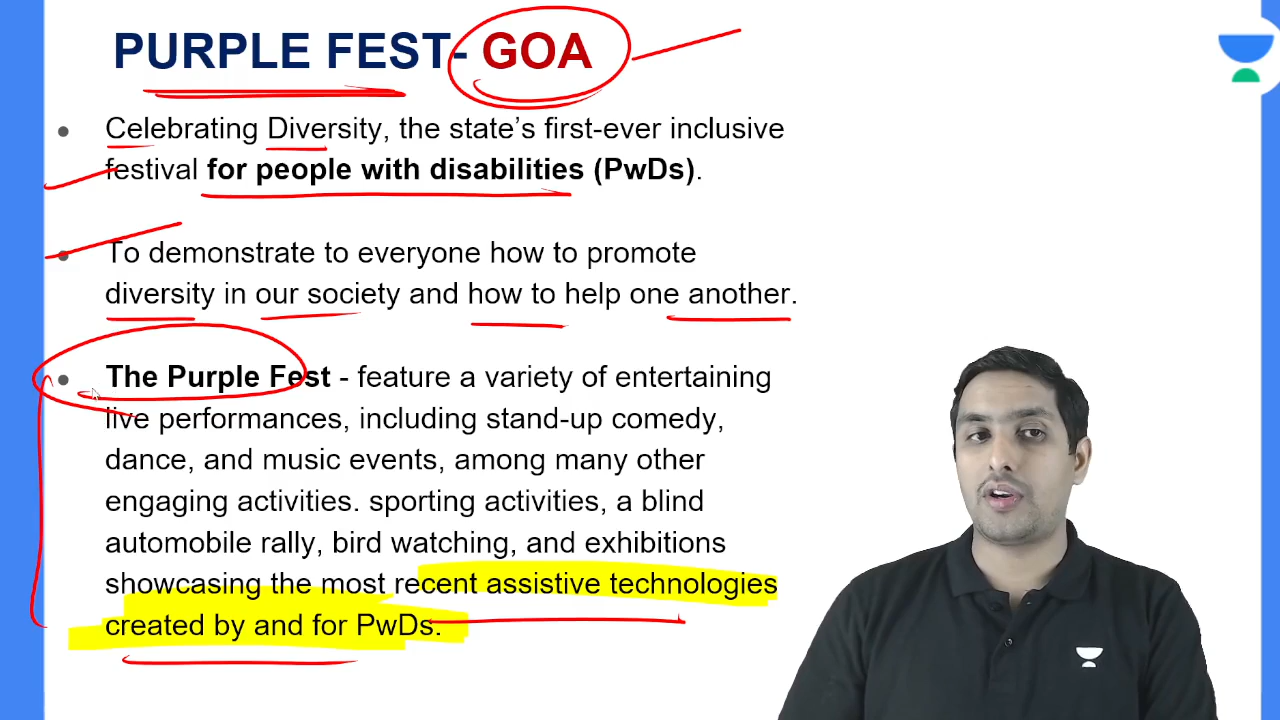 PURPLE FEST- GOA
Celebrating Diversity, the state's first-ever inclusive
festival for people with disabilities (PwDs).
To demonstrate to everyone how to promote
diversity in our society and how to help one another.
The Purple Fest - feature a variety of entertaining
live performances, including stand-up comedy,
dance, and music events, among many other
engaging activities. sporting activities, a blind
automobile rally, bird watching, and exhibitions
showcasing the most recent assistive technologies
created by and for PwDs.